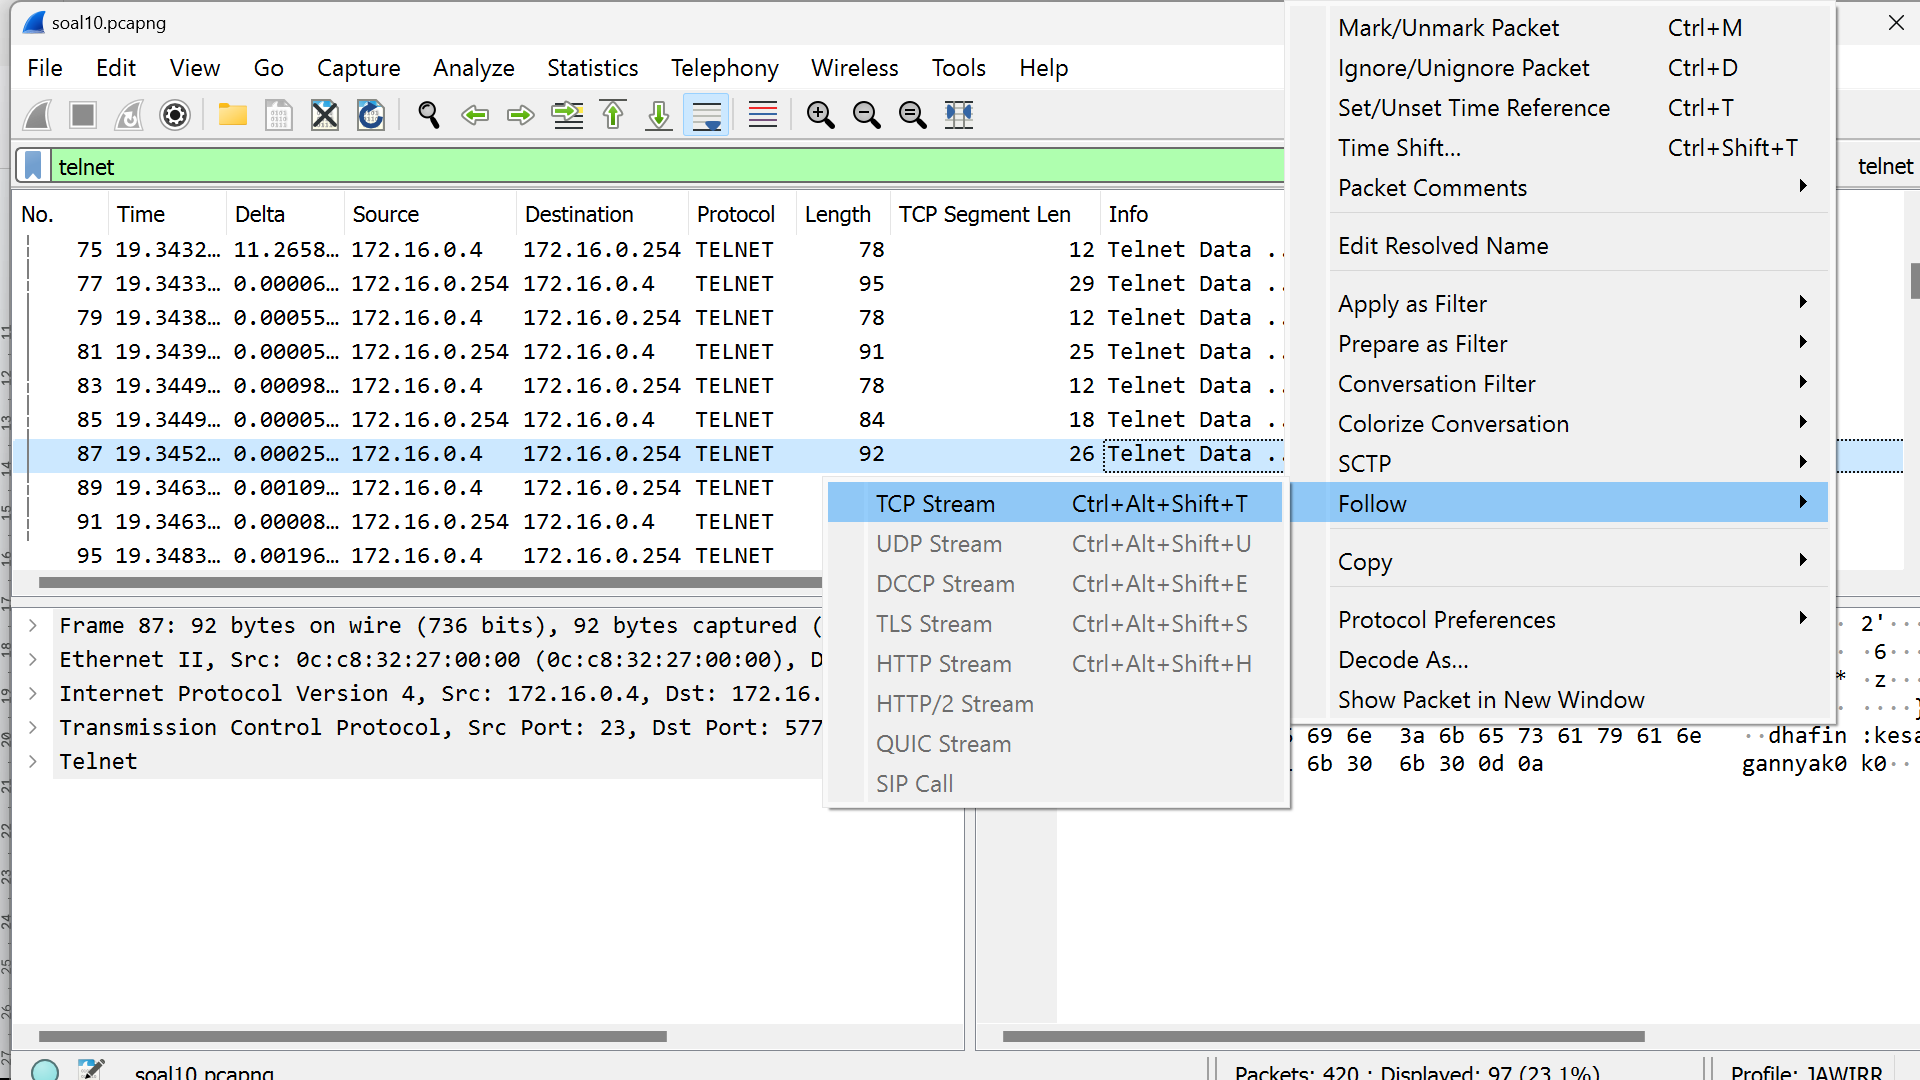 soal10.pcapng
File Edit View Go Capture Analyze Statistics Telephony Wireless Tools Help
telnet
telnet
No. Time Delta Source Destination Protocol Length TCP Segment Len Info
75 19.3432… 11.2658… 172.16.0.4 172.16.0.254 TELNET 78 12 Telnet Data ..
77 19.3433… 0.00006… 172.16.0.254 172.16.0.4 TELNET 95 29 Telnet Data ..
79 19.3438… 0.00055… 172.16.0.4 172.16.0.254 TELNET 78 12 Telnet Data ..
81 19.3439… 0.00005… 172.16.0.254 172.16.0.4 TELNET 91 25 Telnet Data ..
83 19.3449… 0.00098… 172.16.0.4 172.16.0.254 TELNET 78 12 Telnet Data ..
85 19.3449… 0.00005… 172.16.0.254 172.16.0.4 TELNET 84 18 Telnet Data ..
87 19.3452… 0.00025… 172.16.0.4 172.16.0.254 TELNET 92 26 Telnet Data ..
89 19.3463… 0.00109… 172.16.0.4 172.16.0.254 TELNET
91 19.3463… 0.00008… 172.16.0.254 172.16.0.4 TELNET
95 19.3483… 0.00196… 172.16.0.4 172.16.0.254 TELNET
Mark/Unmark Packet Ctrl+M
Ignore/Unignore Packet Ctrl+D
Set/Unset Time Reference Ctrl+T
Time Shift... Ctrl+Shift+T
Packet Comments
Edit Resolved Name
Apply as Filter
Prepare as Filter
Conversation Filter
Colorize Conversation
SCTP
Follow
Copy
Protocol Preferences
Decode As...
Show Packet in New Window
TCP Stream Ctrl+Alt+Shift+T
UDP Stream Ctrl+Alt+Shift+U
DCCP Stream Ctrl+Alt+Shift+E
TLS Stream Ctrl+Alt+Shift+S
HTTP Stream Ctrl+Alt+Shift+H
HTTP/2 Stream
QUIC Stream
SIP Call
Frame 87: 92 bytes on wire (736 bits), 92 bytes captured (
Ethernet II, Src: 0c:c8:32:27:00:00 (0c:c8:32:27:00:00), D
Internet Protocol Version 4, Src: 172.16.0.4, Dst: 172.16.
Transmission Control Protocol, Src Port: 23, Dst Port: 577
Telnet
· 2'···
· 6···
* ·z···
····}
69 6e 3a 6b 65 73 61 79 61 6e ··dhafin :kesa
6b 30 6b 30 0d 0a gannyak0 k0··
soal10.pcapng
Packets: 420 · Displayed: 97 (23.1%)
Profile: JAWIRR
11
12
13
14
15
16
17
18
19
20
21
22
23
24
25
26
27